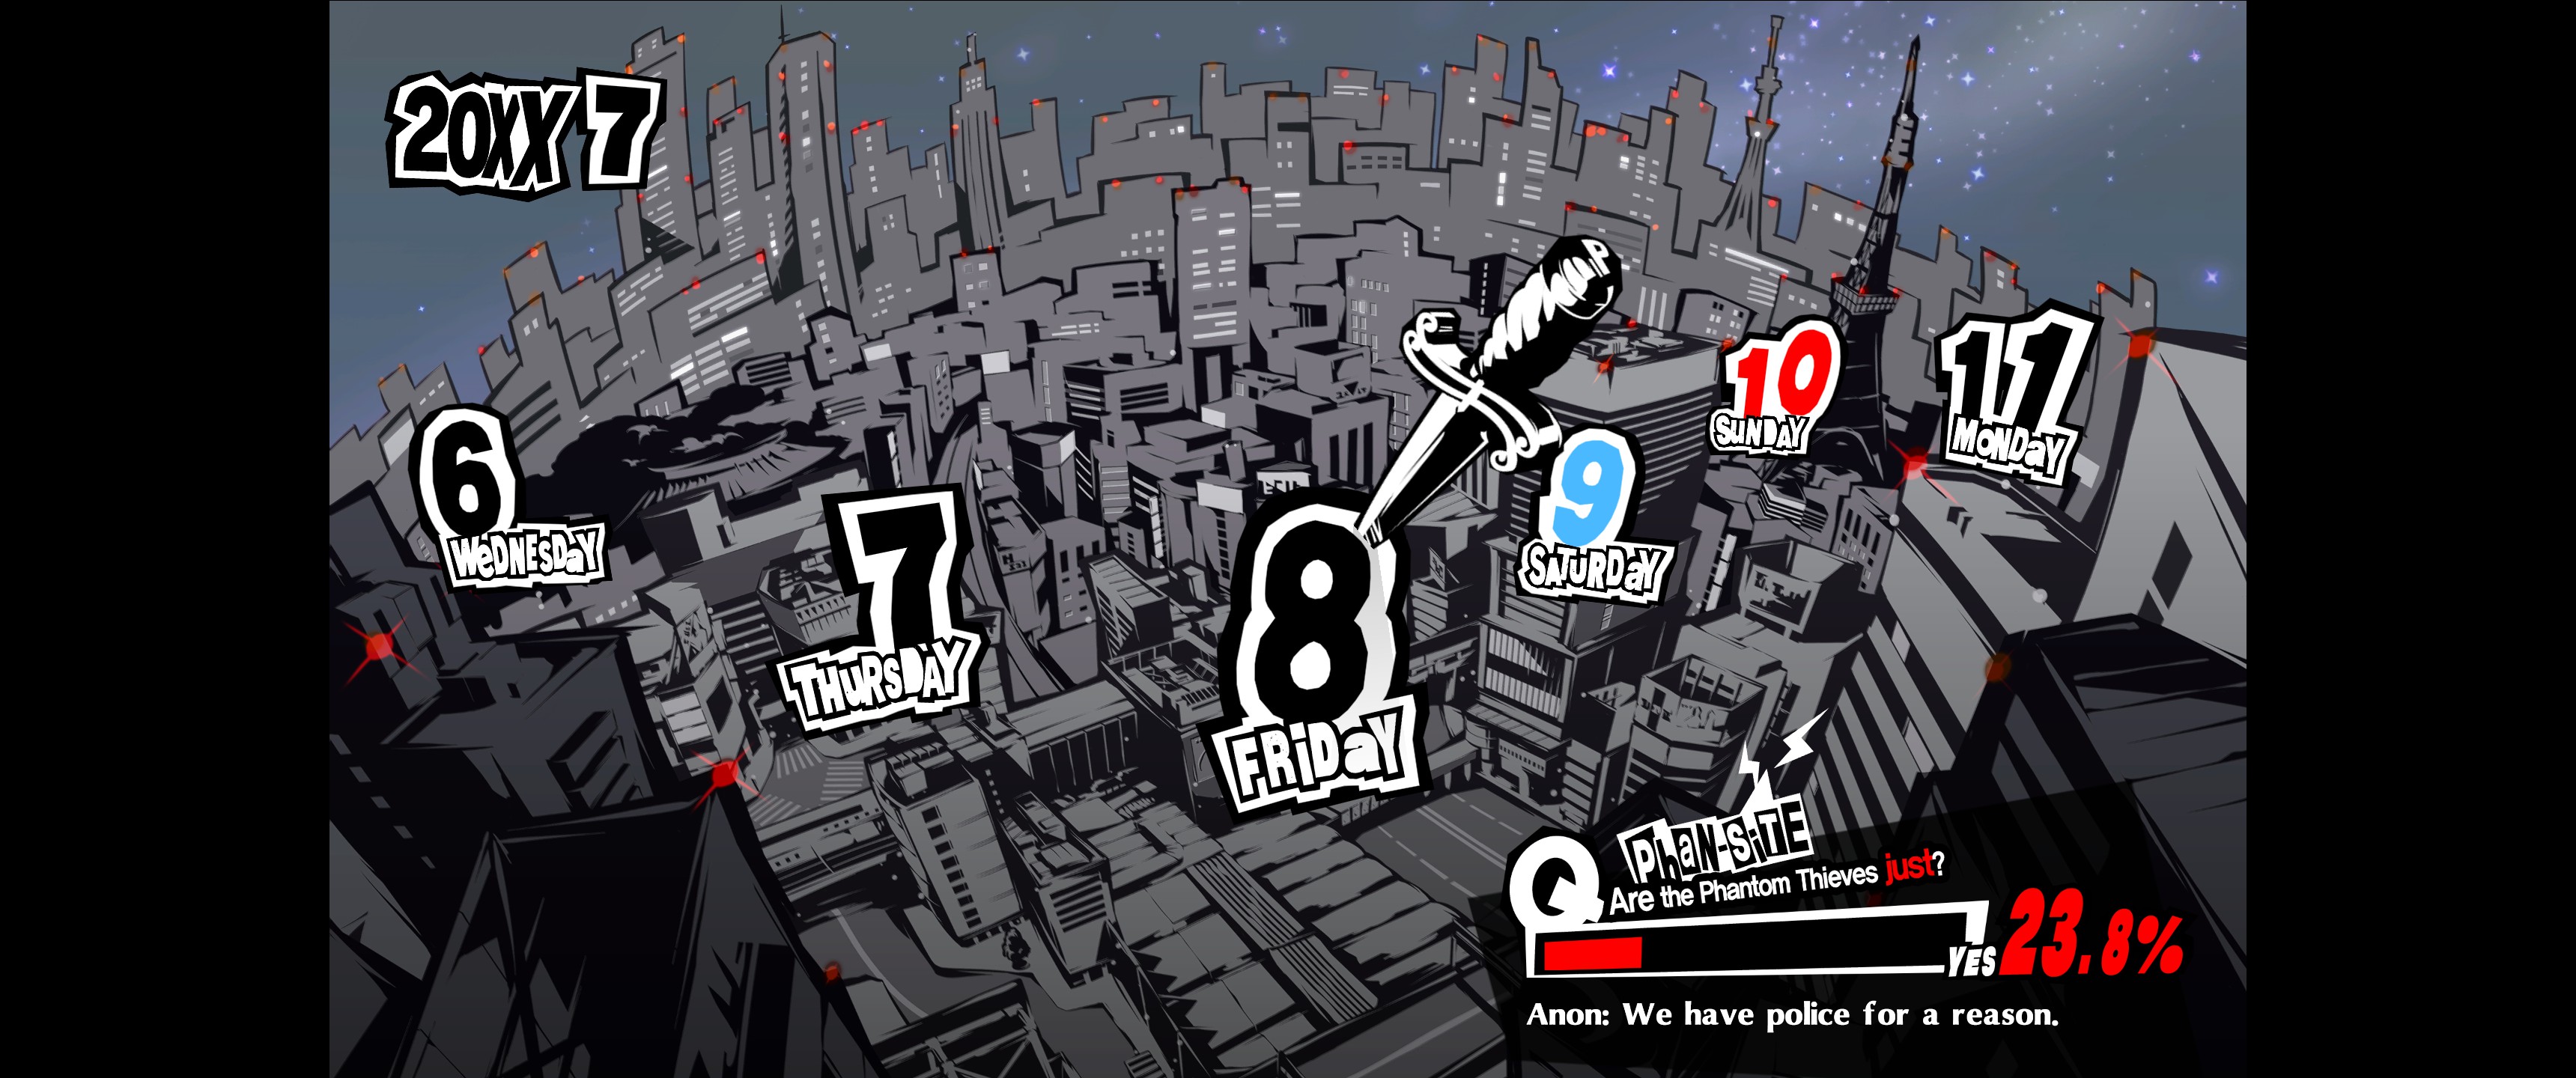 20XX 7
6
WeDNeSDaY
7
THURSDAY
8
FRiDaY
9
SATURDaY
10
SuNDAY
11
MONDaY
PhaN-SiTE
Q Are the Phantom Thieves just?
YES 23.8%
Anon: We have police for a reason.